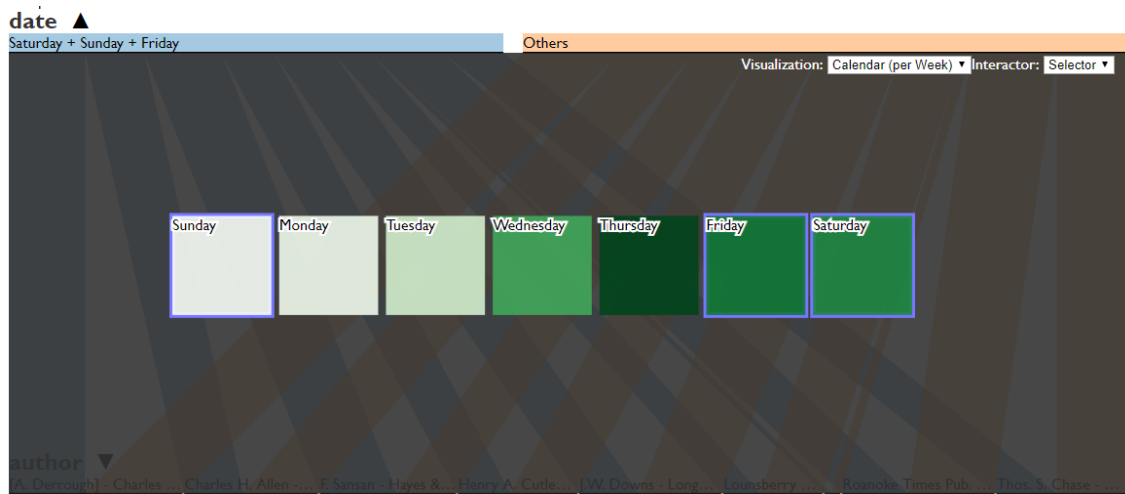 date ▲
Saturday + Sunday + Friday
Others
Visualization: Calendar (per Week) ▼ Interactor: Selector ▼
Sunday Monday Tuesday Wednesday Thursday Friday Saturday
author ▼
[A. Derrough] - Charles ... Charles H. Allen -... F. Sansan - Hayes &... Henry A. Cutle... J.W. Downs - Long... Lounsberry ... Roanoke Times Pub. ... Thos. S. Chase - ...